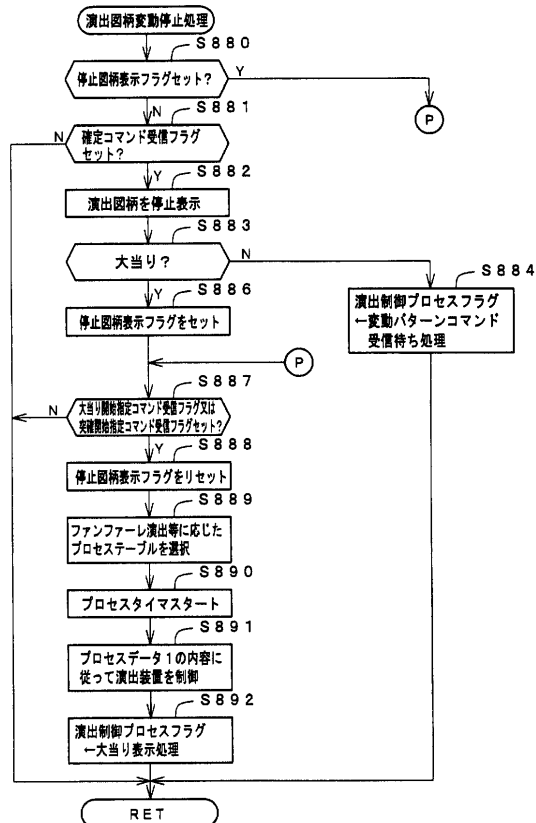 演出図柄変動停止処理
S880
停止図柄表示フラグセット?
Y
P
N
S881
N
確定コマンド受信フラグ
セット?
Y
S882
演出図柄を停止表示
S883
大当り?
N
S884
演出制御プロセスフラグ
←変動パターンコマンド
受信待ち処理
Y
S886
停止図柄表示フラグをセット
P
S887
N
大当り開始指定コマンド受信フラグ又は
突確開始指定コマンド受信フラグセット?
Y
S888
停止図柄表示フラグをリセット
S889
ファンファーレ演出等に応じた
プロセステーブルを選択
S890
プロセスタイマスタート
S891
プロセスデータ1の内容に
従って演出装置を制御
S892
演出制御プロセスフラグ
←大当り表示処理
RET